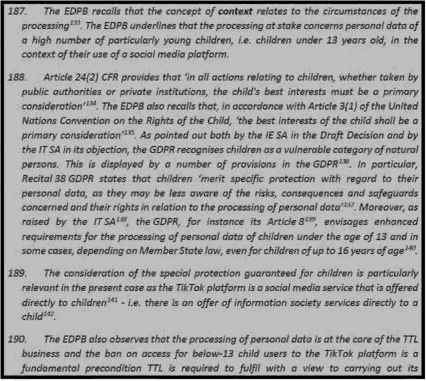 187. The EDPB recalls that the concept of context relates to the circumstances of the
processing¹³³. The EDPB underlines that the processing at stake concerns personal data of
a high number of particularly young children, i.e. children under 13 years old, in the
context of their use of a social media platform.
188. Article 24(2) CFR provides that 'in all actions relating to children, whether taken by
public authorities or private institutions, the child's best interests must be a primary
consideration'¹³⁴. The EDPB also recalls that, in accordance with Article 3(1) of the United
Nations Convention on the Rights of the Child, 'the best interests of the child shall be a
primary consideration'¹³⁵. As pointed out both by the IE SA in the Draft Decision and by
the IT SA in its objection, the GDPR recognises children as a vulnerable category of natural
persons. This is displayed by a number of provisions in the GDPR¹³⁶. In particular,
Recital 38 GDPR states that children 'merit specific protection with regard to their
personal data, as they may be less aware of the risks, consequences and safeguards
concerned and their rights in relation to the processing of personal data'¹³⁷. Moreover, as
raised by the IT SA¹³⁸, the GDPR, for instance its Article 8¹³⁹, envisages enhanced
requirements for the processing of personal data of children under the age of 13 and in
some cases, depending on Member State law, even for children of up to 16 years of age¹⁴⁰.
189. The consideration of the special protection guaranteed for children is particularly
relevant in the present case as the TikTok platform is a social media service that is offered
directly to children¹⁴¹ - i.e. there is an offer of information society services directly to a
child¹⁴².
190. The EDPB also observes that the processing of personal data is at the core of the TTL
business and the ban on access for below-13 child users to the TikTok platform is a
fundamental precondition TTL is required to fulfil with a view to carrying out its